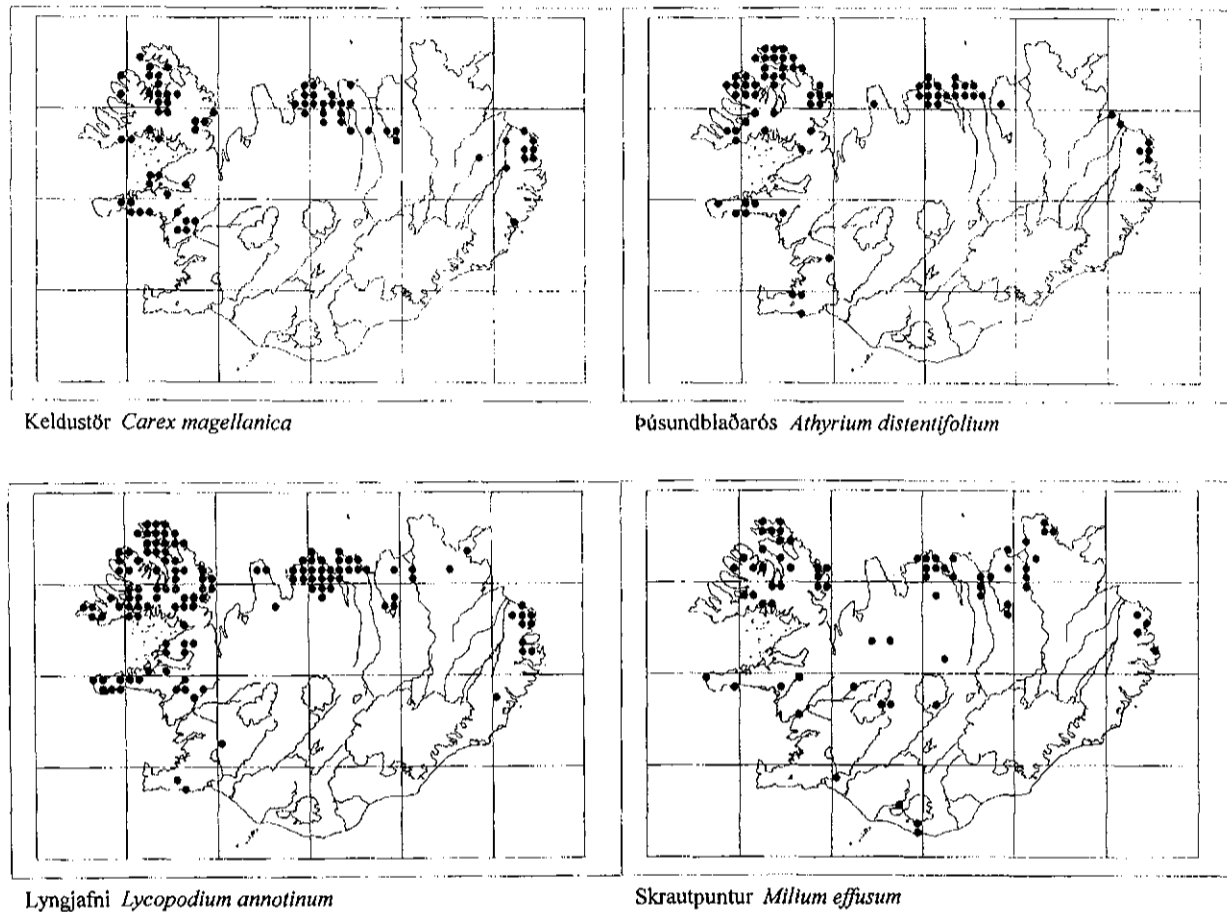 Keldustör Carex magellanica
Þúsundblaðarós Athyrium distentifolium
Lyngjafni Lycopodium annotinum
Skrautpuntur Milium effusum